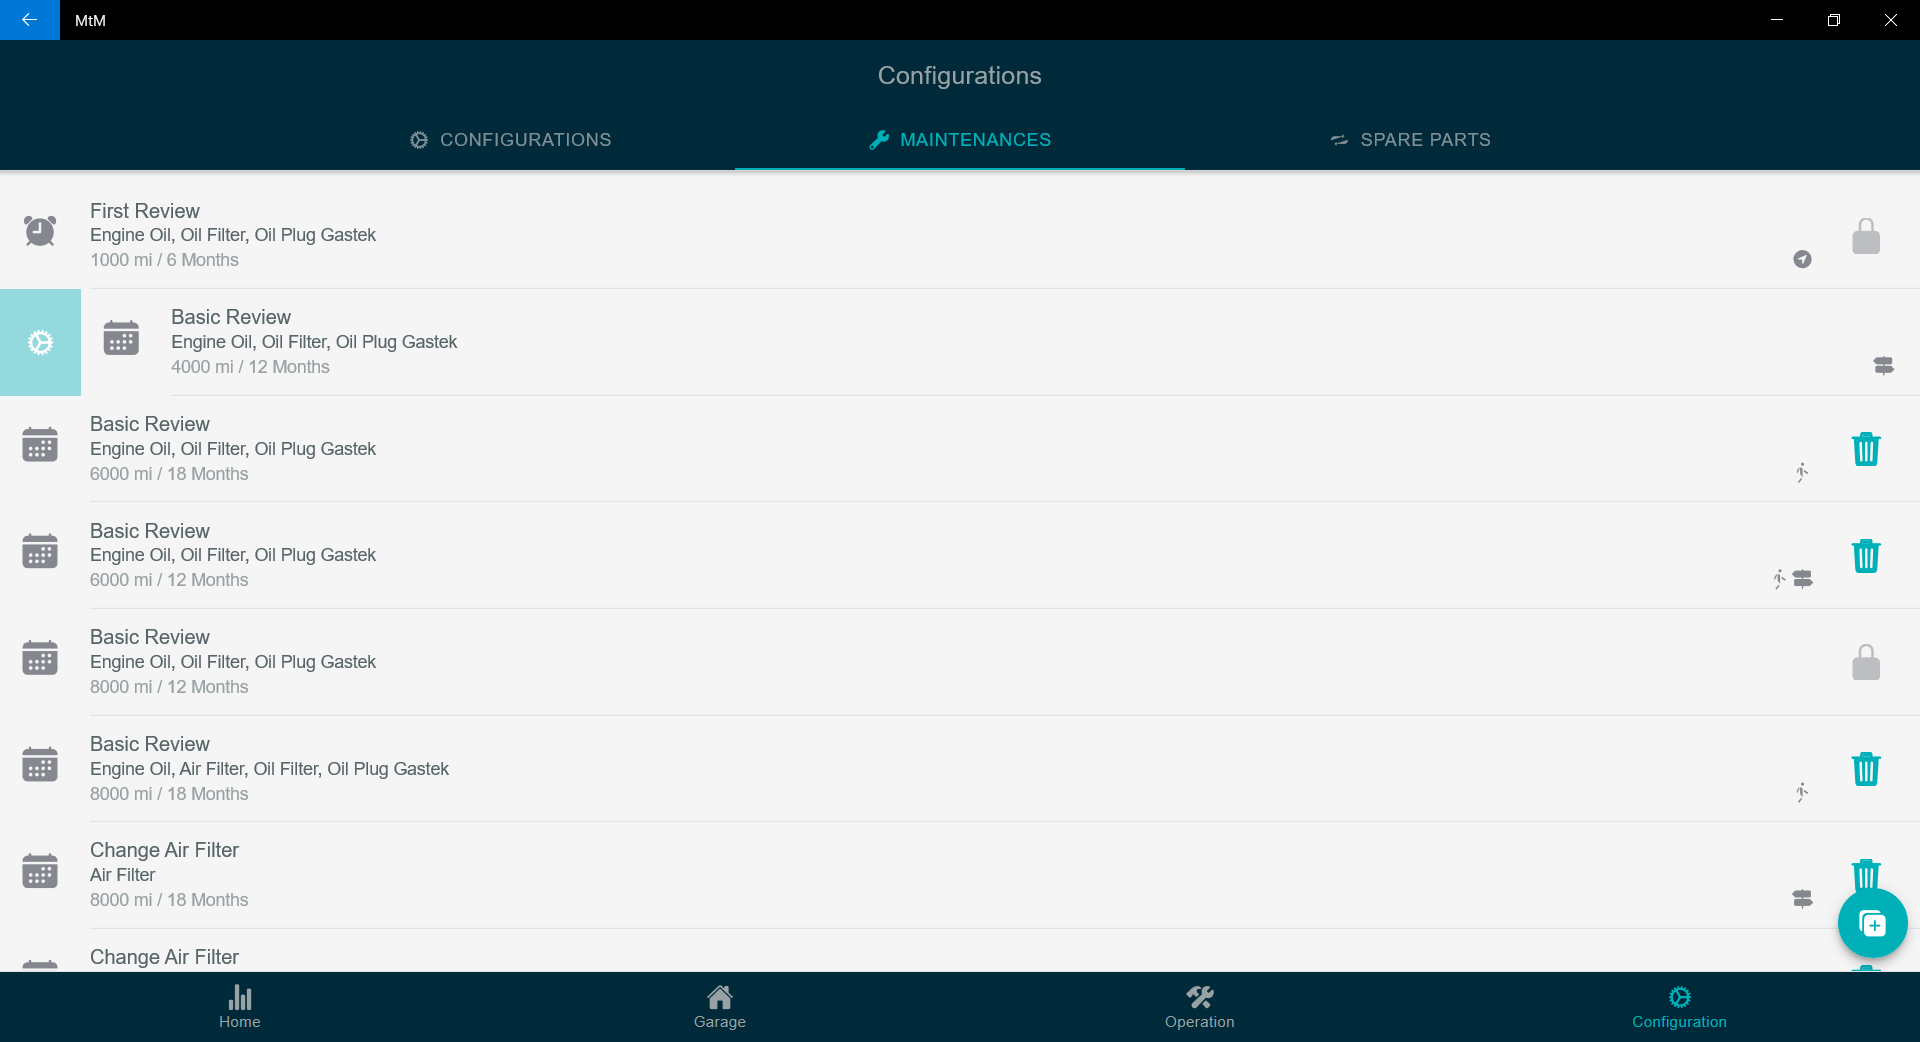 MtM
Configurations
CONFIGURATIONS
MAINTENANCES
SPARE PARTS
First Review
Engine Oil, Oil Filter, Oil Plug Gastek
1000 mi / 6 Months
Basic Review
Engine Oil, Oil Filter, Oil Plug Gastek
4000 mi / 12 Months
Basic Review
Engine Oil, Oil Filter, Oil Plug Gastek
6000 mi / 18 Months
Basic Review
Engine Oil, Oil Filter, Oil Plug Gastek
6000 mi / 12 Months
Basic Review
Engine Oil, Oil Filter, Oil Plug Gastek
8000 mi / 12 Months
Basic Review
Engine Oil, Air Filter, Oil Filter, Oil Plug Gastek
8000 mi / 18 Months
Change Air Filter
Air Filter
8000 mi / 18 Months
Change Air Filter
Home
Garage
Operation
Configuration